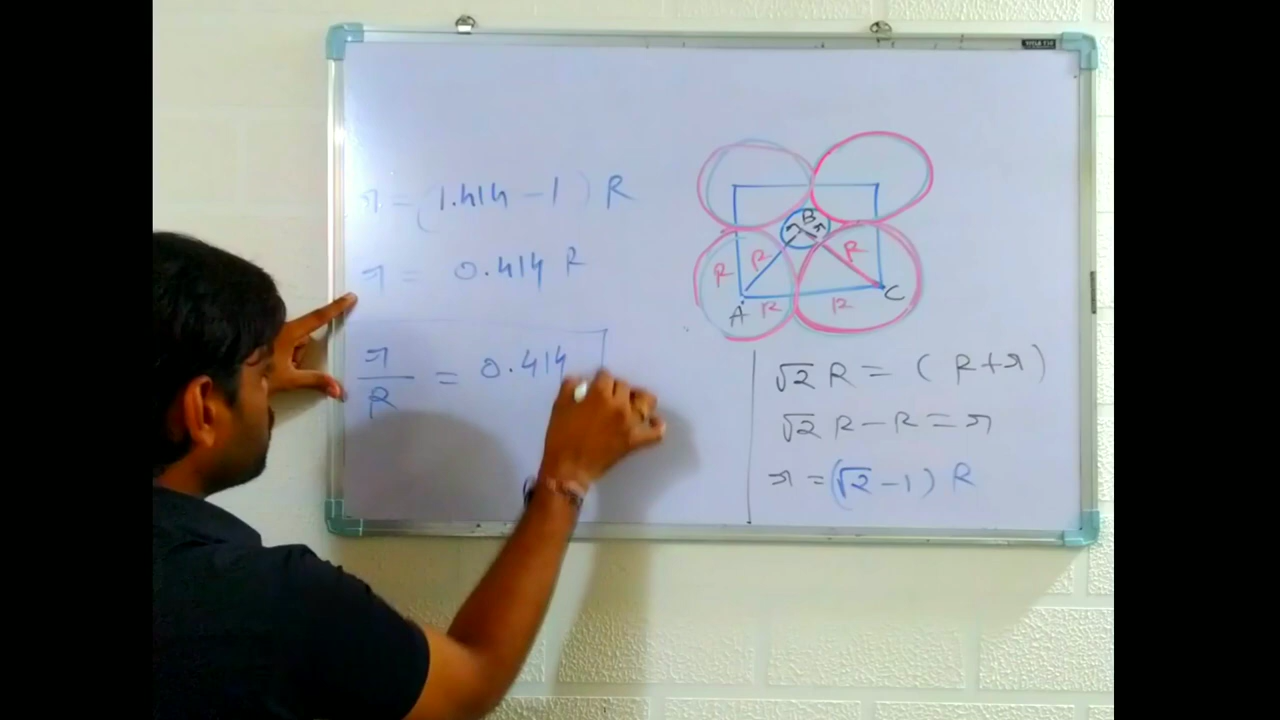 r = (1.414 - 1) R
r = 0.414 R
r/R = 0.414
B
r r
R R R
R R
A C
√2 R = (R+r)
√2 R - R = r
r = (√2 - 1) R